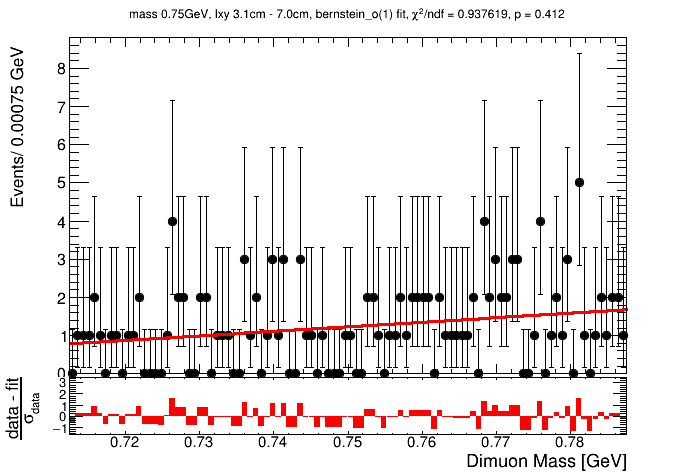 mass 0.75GeV, lxy 3.1cm - 7.0cm, bernstein_o(1) fit, χ²/ndf = 0.937619, p = 0.412
Events/ 0.00075 GeV
8
7
6
5
4
3
2
1
0
data - fit
σdata
3
2
1
0
−1
0.72 0.73 0.74 0.75 0.76 0.77 0.78
Dimuon Mass [GeV]